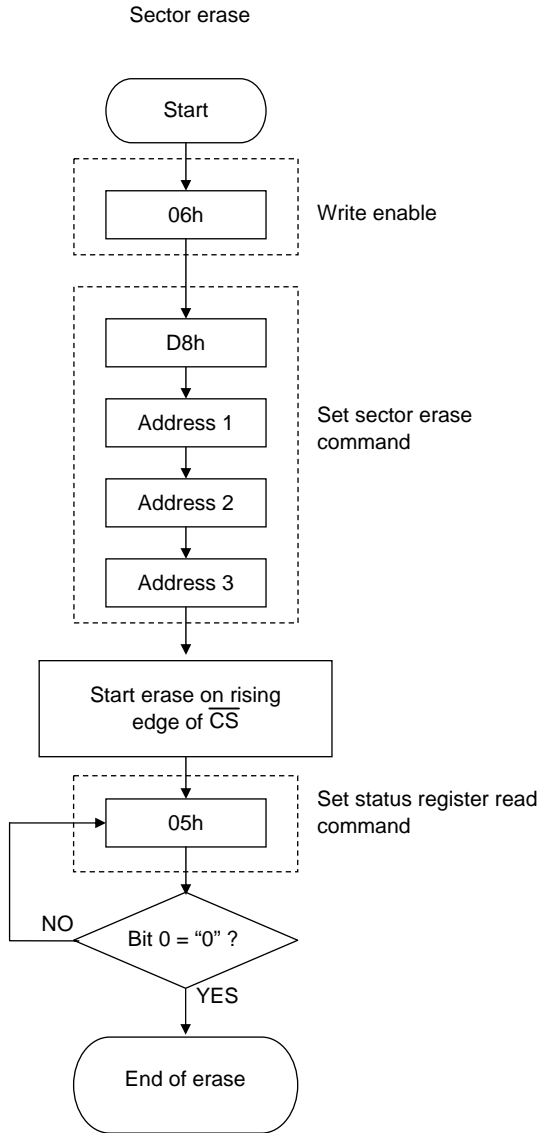 Sector erase
Start
06h
Write enable
D8h
Address 1
Set sector erase
command
Address 2
Address 3
Start erase on rising
edge of C̅S̅
05h
Set status register read
command
NO
Bit 0 = “0” ?
YES
End of erase